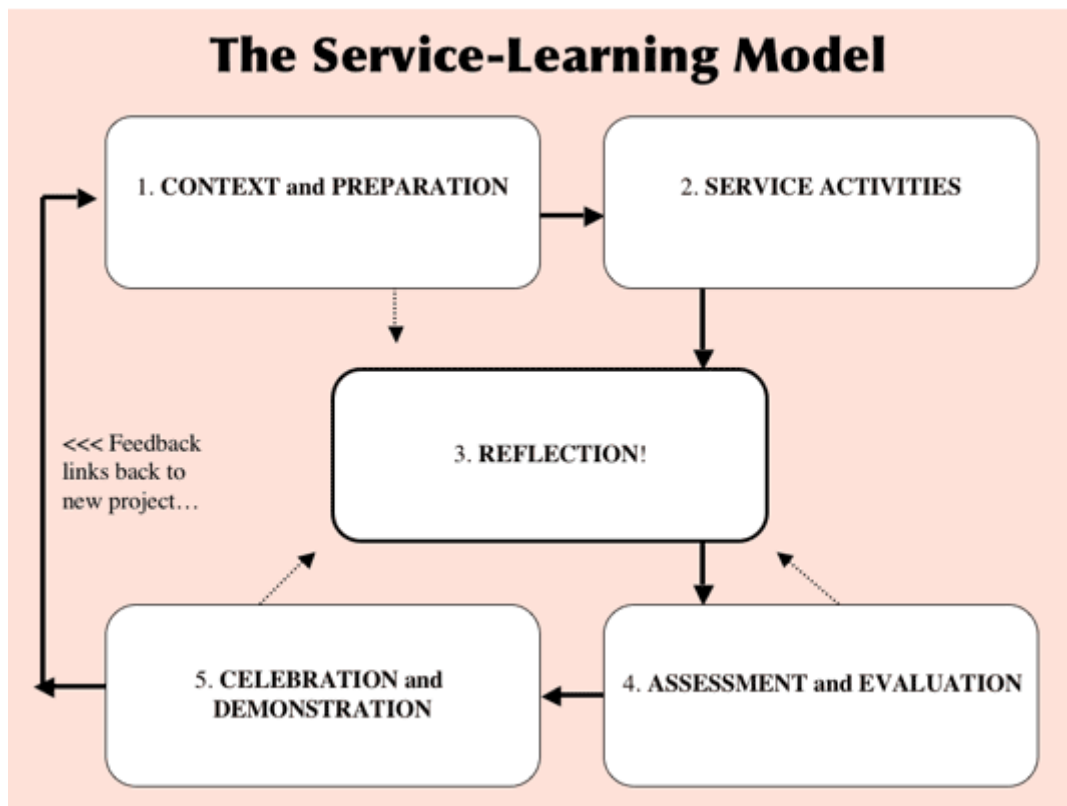 The Service-Learning Model
1. CONTEXT and PREPARATION
2. SERVICE ACTIVITIES
3. REFLECTION!
<<< Feedback
links back to
new project…
5. CELEBRATION and
DEMONSTRATION
4. ASSESSMENT and EVALUATION